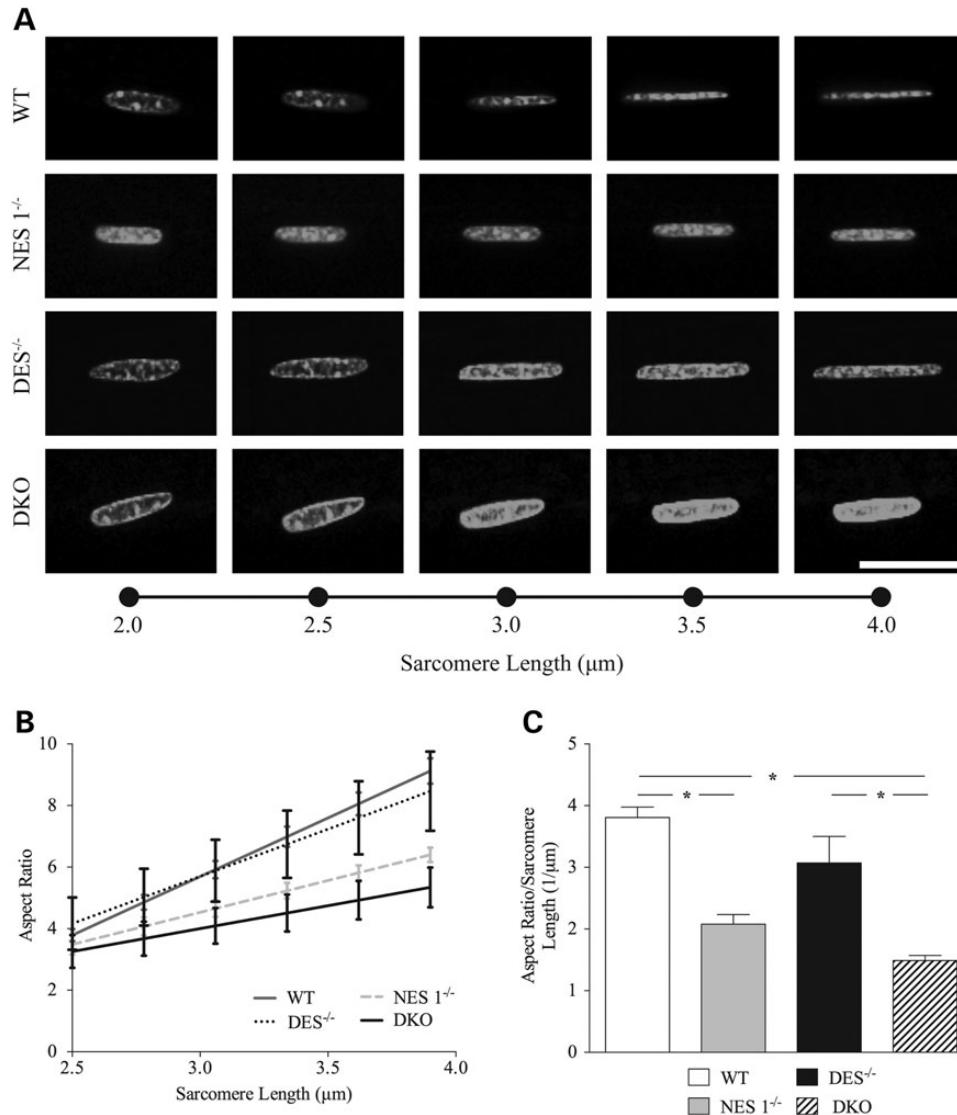 A
WT
NES 1-/-
DES-/-
DKO
2.0 2.5 3.0 3.5 4.0
Sarcomere Length (μm)
B
10
8
6
4
2
0
Aspect Ratio
WT NES 1-/-
DES-/- DKO
2.5 3.0 3.5 4.0
Sarcomere Length (μm)
C
5
4
3
2
1
0
Aspect Ratio/Sarcomere
Length (1/μm)
*
* *
WT DES-/-
NES 1-/- DKO